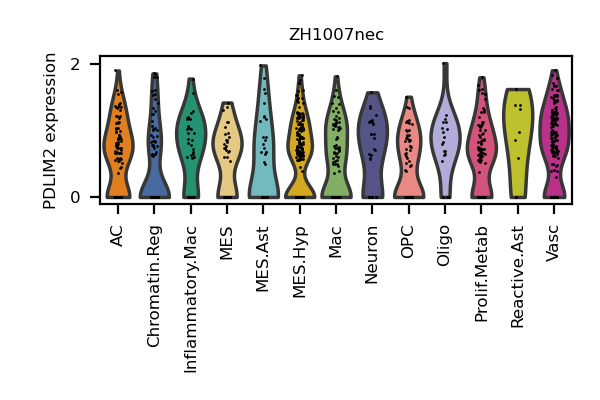 ZH1007nec
PDLIM2 expression
2
0
AC
Chromatin.Reg
Inflammatory.Mac
MES
MES.Ast
MES.Hyp
Mac
Neuron
OPC
Oligo
Prolif.Metab
Reactive.Ast
Vasc